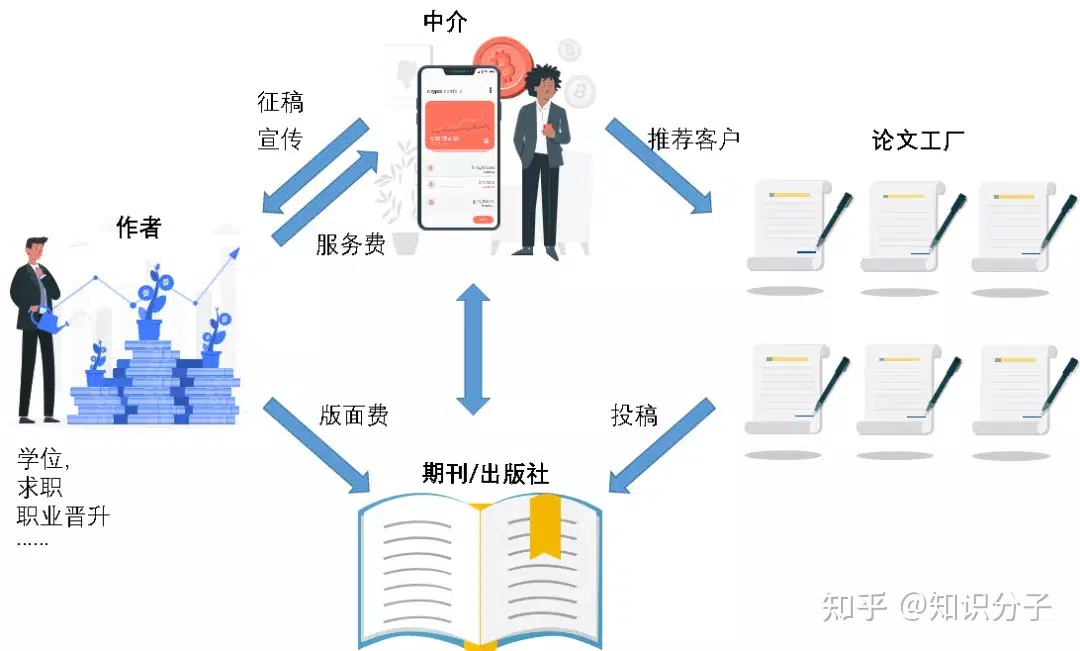 中介
征稿
宣传
推荐客户
论文工厂
作者
服务费
版面费
投稿
学位,
求职
职业晋升
......
期刊/出版社
知乎 @知识分子